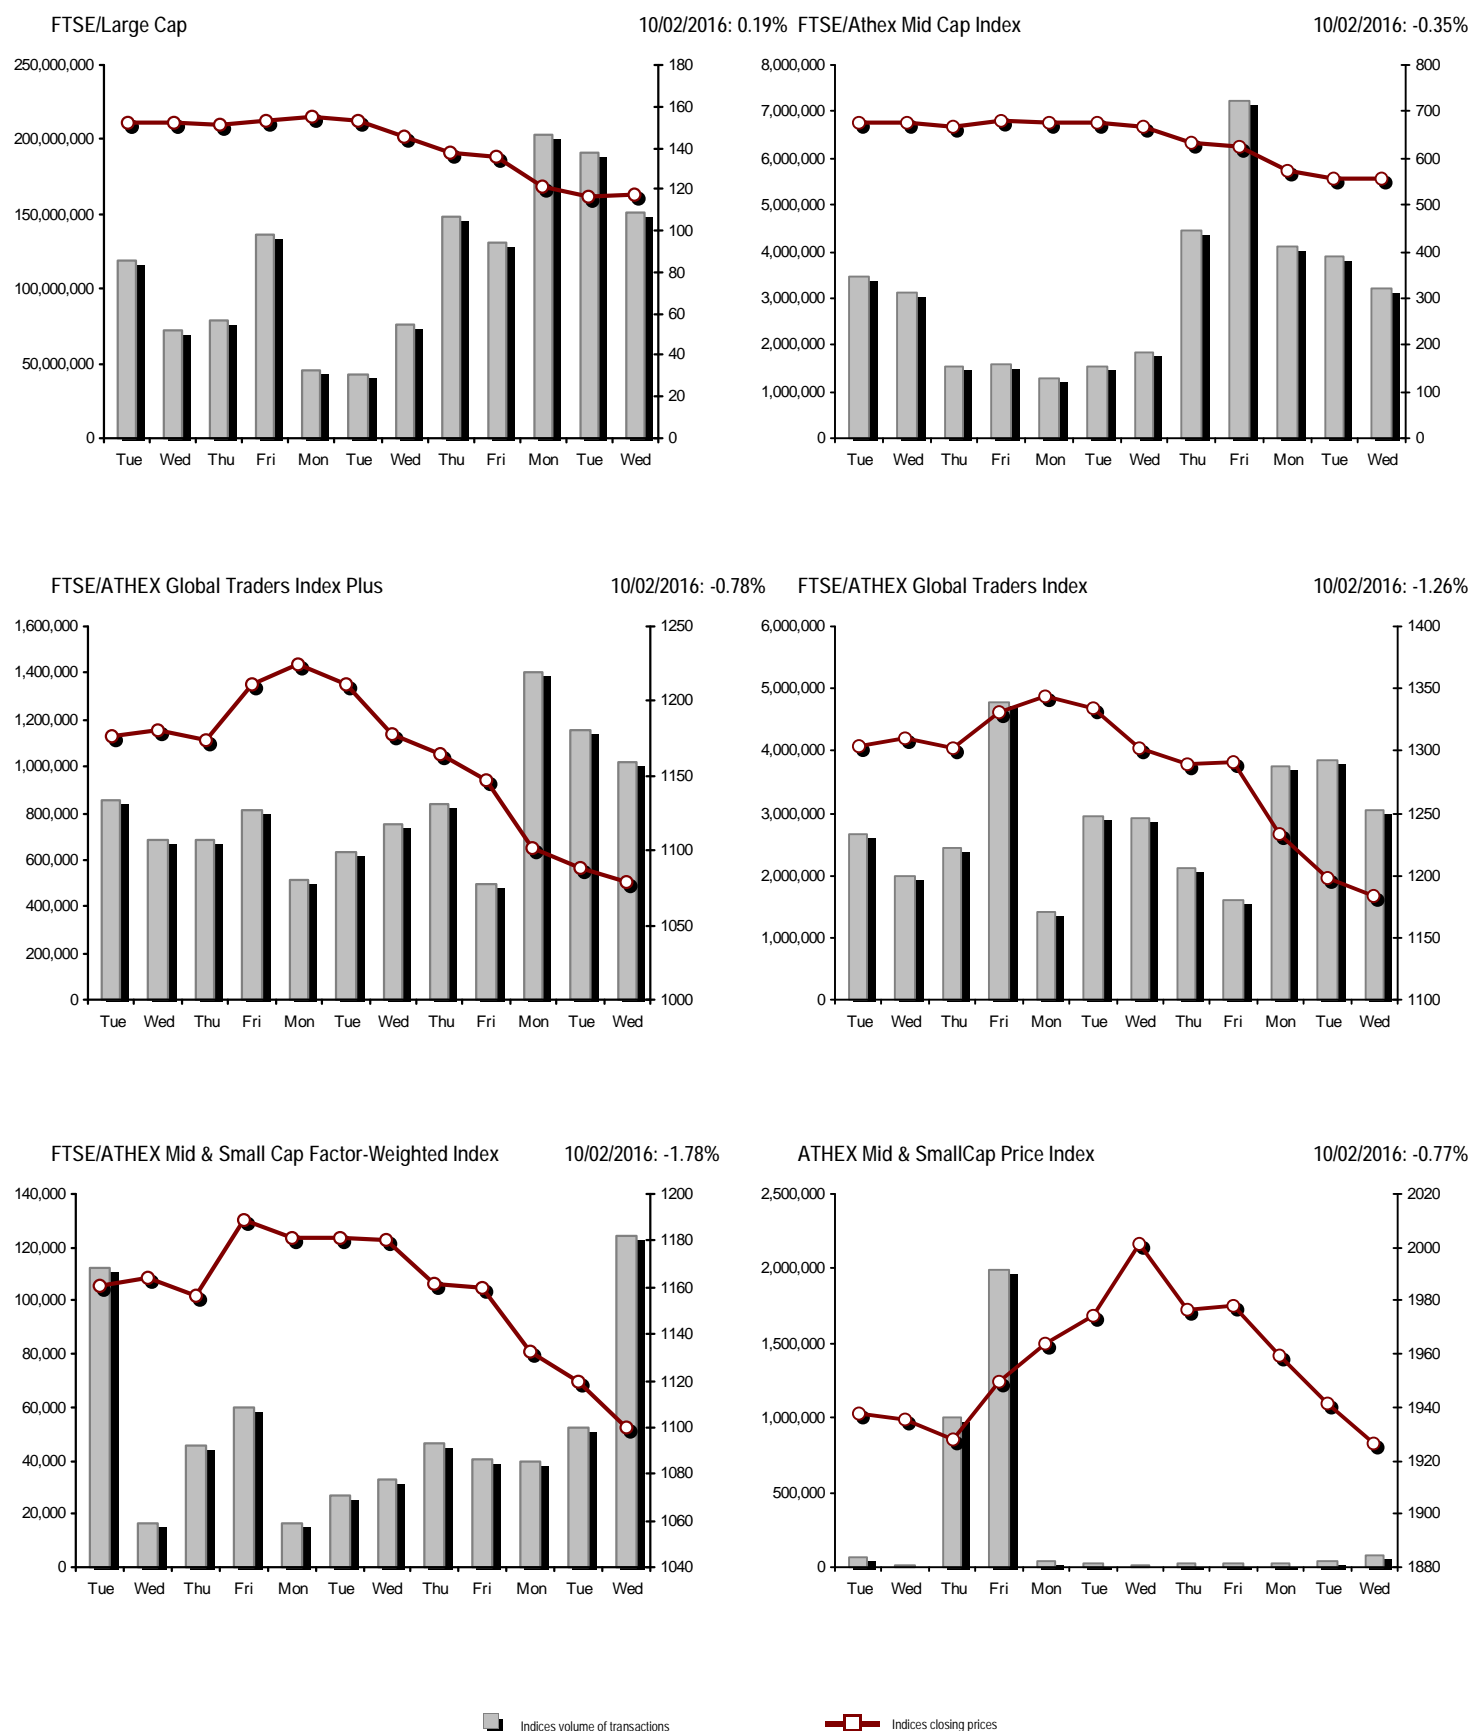 FTSE/Large Cap 10/02/2016: 0.19% FTSE/Athex Mid Cap Index 10/02/2016: -0.35%
250,000,000 180 8,000,000 800
160 7,000,000 700
200,000,000 6,000,000 600
140
120 5,000,000 500
150,000,000
100 4,000,000 400
80
100,000,000 3,000,000 300
60
50,000,000 40 2,000,000 200
20 1,000,000 100
0 0 0 0
Tue Wed Thu Fri Mon Tue Wed Thu Fri Mon Tue Wed Tue Wed Thu Fri Mon Tue Wed Thu Fri Mon Tue Wed
FTSE/ATHEX Global Traders Index Plus 10/02/2016: -0.78% FTSE/ATHEX Global Traders Index 10/02/2016: -1.26%
1,600,000 1250 6,000,000 1400
1,400,000 5,000,000 1350
1200
1,200,000 4,000,000 1300
1,000,000 1150
800,000 3,000,000 1250
600,000 1100
2,000,000 1200
400,000 1050
200,000 1,000,000 1150
0 1000 0 1100
Tue Wed Thu Fri Mon Tue Wed Thu Fri Mon Tue Wed Tue Wed Thu Fri Mon Tue Wed Thu Fri Mon Tue Wed
FTSE/ATHEX Mid & Small Cap Factor-Weighted Index 10/02/2016: -1.78% ATHEX Mid & SmallCap Price Index 10/02/2016: -0.77%
140,000 1200 2,500,000 2020
120,000 1180 2,000,000 2000
100,000 1160 1980
80,000 1140 1,500,000 1960
60,000 1120 1,000,000 1940
40,000 1100 1920
20,000 1080 500,000 1900
1060
0 1040 0 1880
Tue Wed Thu Fri Mon Tue Wed Thu Fri Mon Tue Wed Tue Wed Thu Fri Mon Tue Wed Thu Fri Mon Tue Wed
Indices volume of transactions Indices closing prices